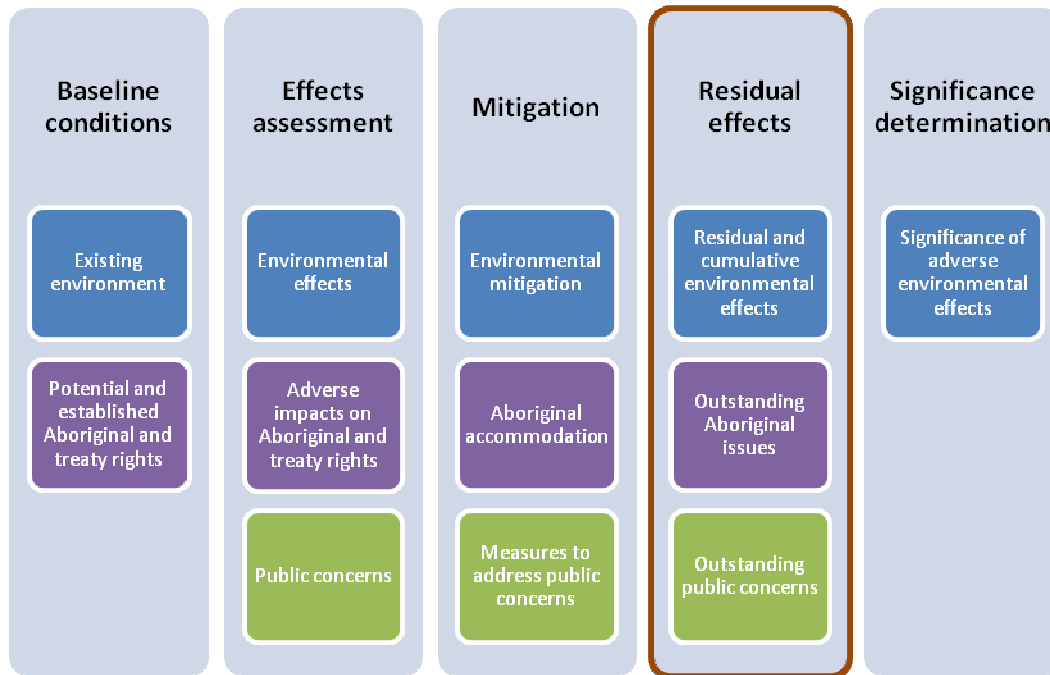 Baseline
conditions
Existing
environment
Potential and
established
Aboriginal and
treaty rights
Effects
assessment
Environmental
effects
Adverse
impacts on
Aboriginal and
treaty rights
Public concerns
Mitigation
Environmental
mitigation
Aboriginal
accommodation
Measures to
address public
concerns
Residual
effects
Residual and
cumulative
environmental
effects
Outstanding
Aboriginal
issues
Outstanding
public concerns
Significance
determination
Significance of
adverse
environmental
effects